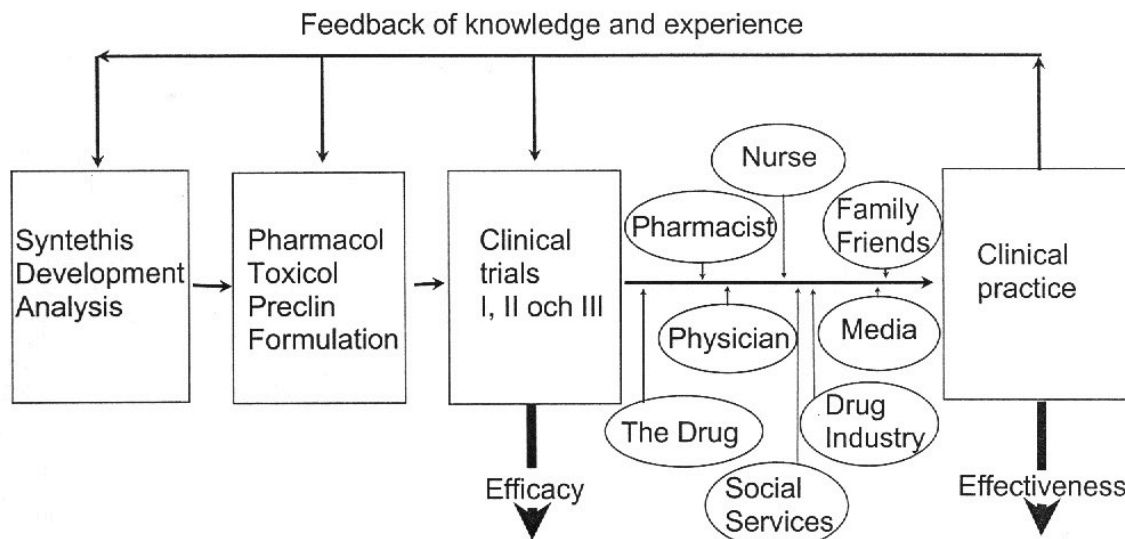 Feedback of knowledge and experience
Syntethis
Development
Analysis
Pharmacol
Toxicol
Preclin
Formulation
Clinical
trials
I, II och III
Nurse
Pharmacist
Family
Friends
Physician
Media
The Drug
Drug
Industry
Social
Services
Clinical
practice
Efficacy
Effectiveness